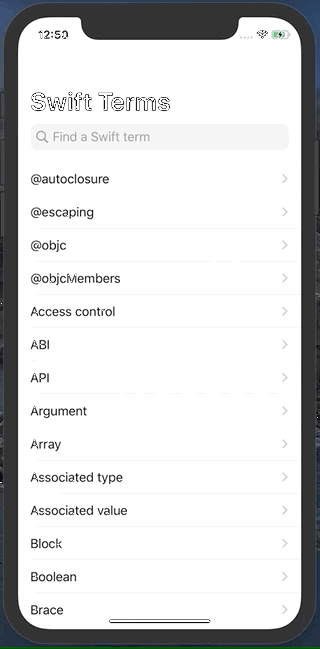 12:50
Swift Terms
Find a Swift term
@autoclosure
@escaping
@objc
@objcMembers
Access control
ABI
API
Argument
Array
Associated type
Associated value
Block
Boolean
Brace